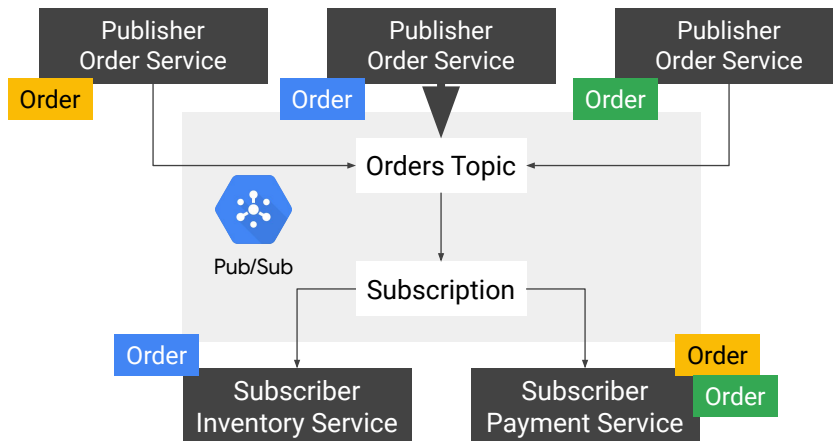 Publisher
Order Service
Publisher
Order Service
Publisher
Order Service
Order
Order
Order
Orders Topic
Pub/Sub
Subscription
Order
Order
Subscriber
Inventory Service
Subscriber
Payment Service
Order